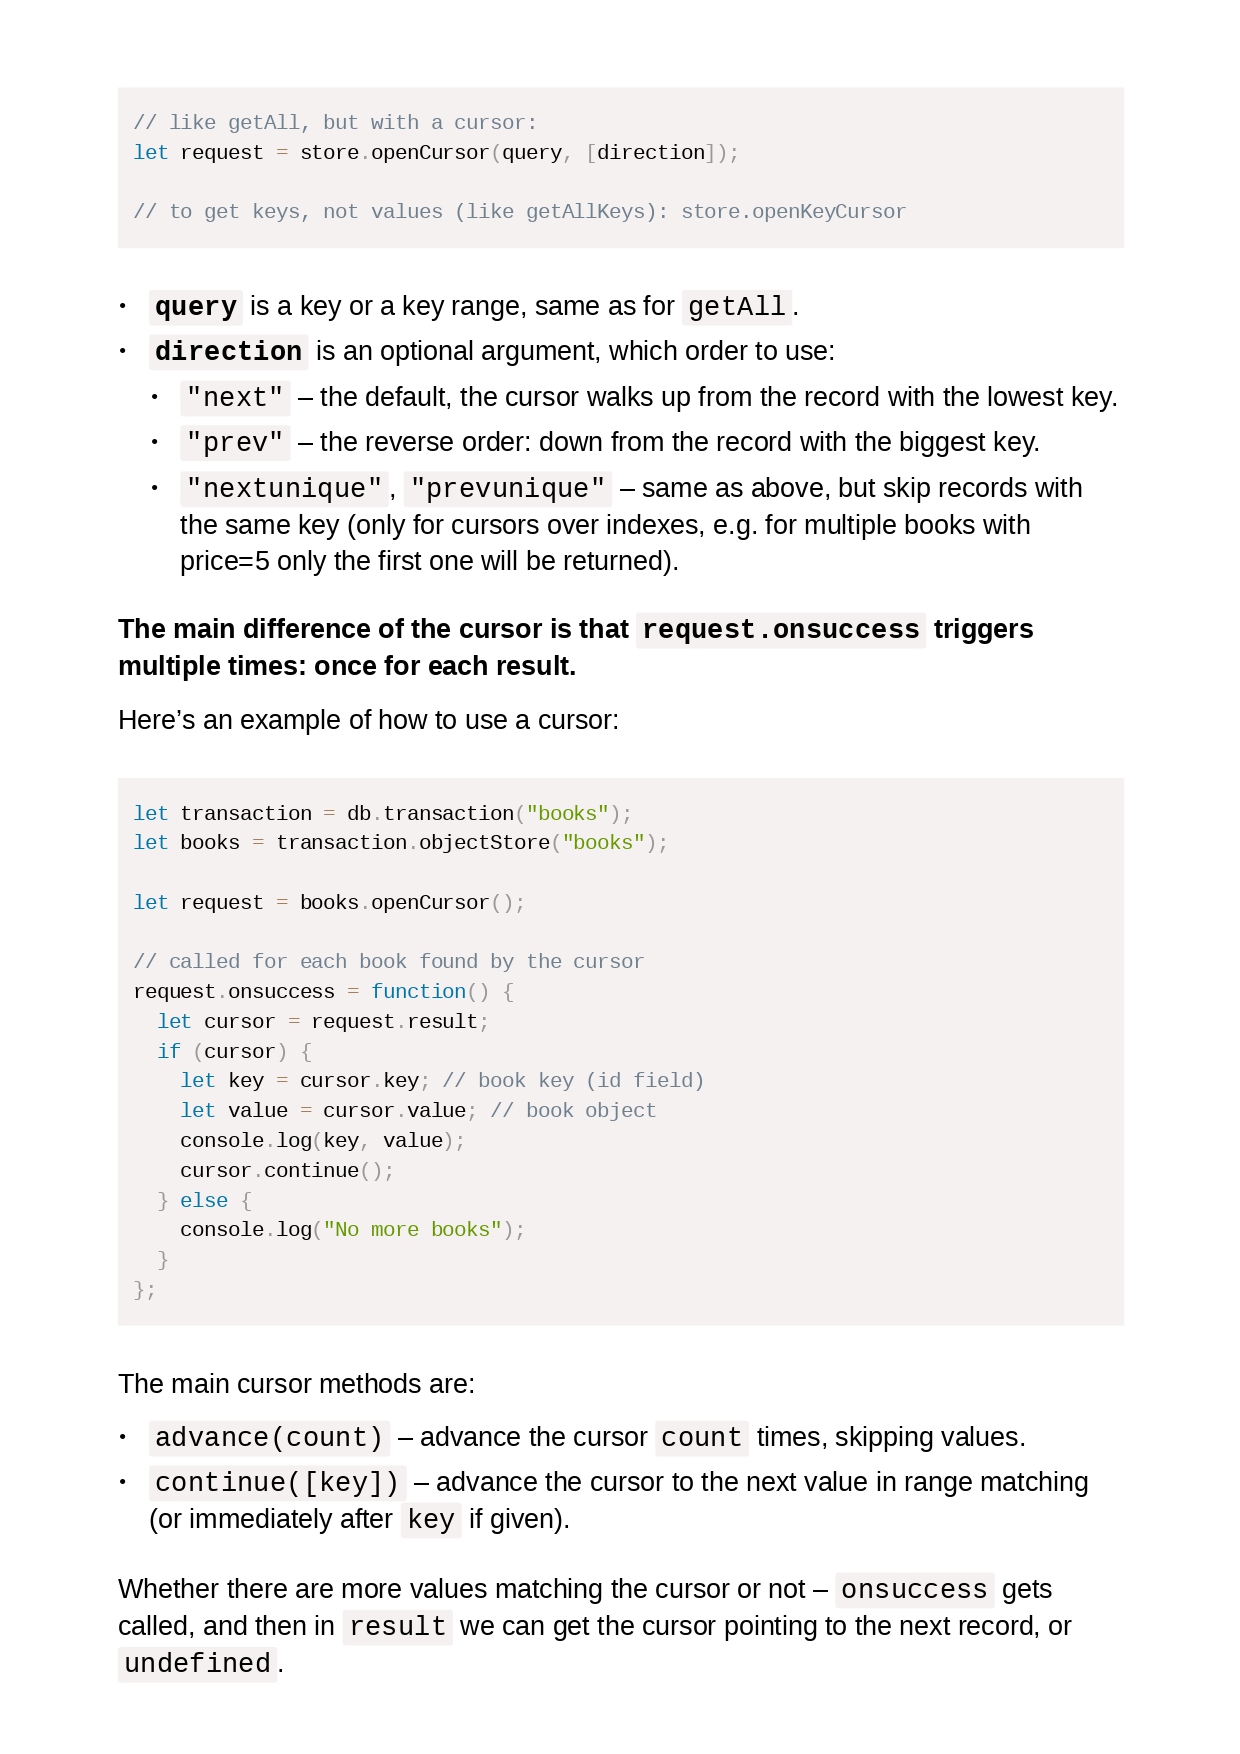 // like getAll, but with a cursor:
let request = store.openCursor(query, [direction]);
// to get keys, not values (like getAllKeys): store.openKeyCursor
• query is a key or a key range, same as for getAll.
• direction is an optional argument, which order to use:
• "next" – the default, the cursor walks up from the record with the lowest key.
• "prev" – the reverse order: down from the record with the biggest key.
• "nextunique", "prevunique" – same as above, but skip records with
the same key (only for cursors over indexes, e.g. for multiple books with
price=5 only the first one will be returned).
The main difference of the cursor is that request.onsuccess triggers
multiple times: once for each result.
Here’s an example of how to use a cursor:
let transaction = db.transaction("books");
let books = transaction.objectStore("books");
let request = books.openCursor();
// called for each book found by the cursor
request.onsuccess = function() {
  let cursor = request.result;
  if (cursor) {
    let key = cursor.key; // book key (id field)
    let value = cursor.value; // book object
    console.log(key, value);
    cursor.continue();
  } else {
    console.log("No more books");
  }
};
The main cursor methods are:
• advance(count) – advance the cursor count times, skipping values.
• continue([key]) – advance the cursor to the next value in range matching
(or immediately after key if given).
Whether there are more values matching the cursor or not – onsuccess gets
called, and then in result we can get the cursor pointing to the next record, or
undefined.